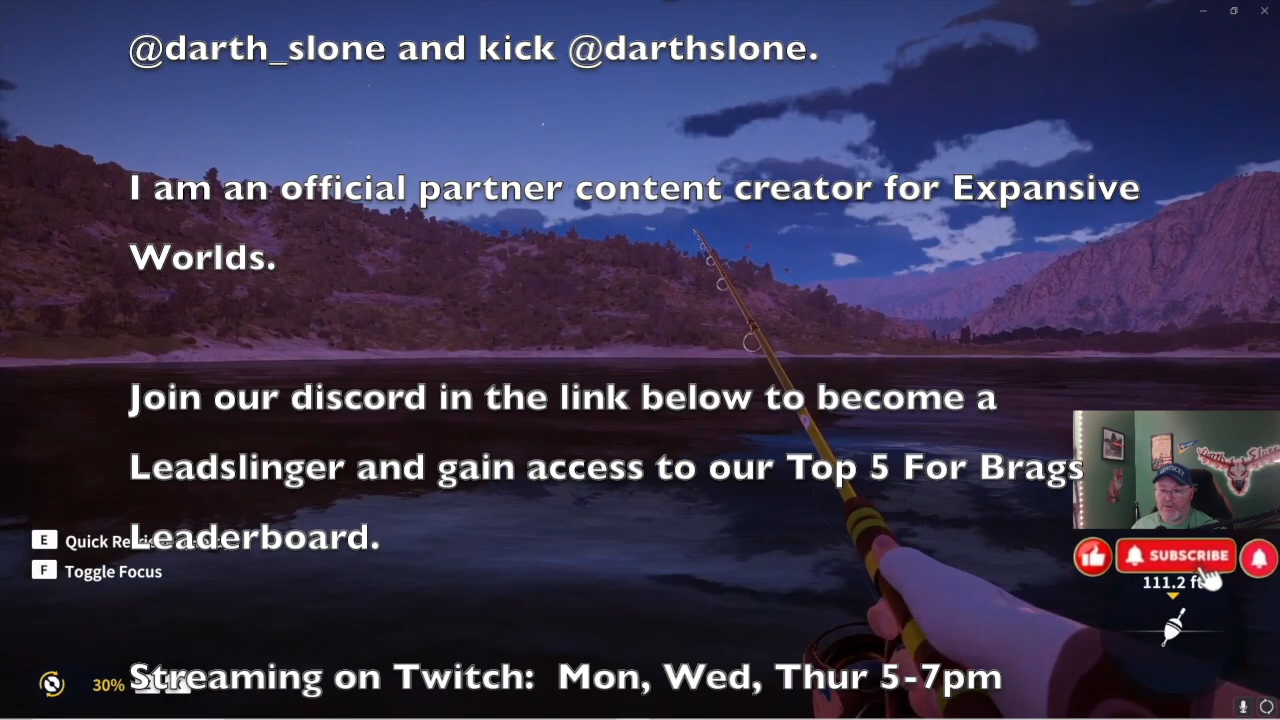 @darth_slone and kick @darthslone.
I am an official partner content creator for Expansive
Worlds.
Join our discord in the link below to become a
Leadslinger and gain access to our Top 5 For Brags
Leaderboard.
E Quick
F Toggle Focus
SUBSCRIBE
111.2 ft
30%
Streaming on Twitch: Mon, Wed, Thur 5-7pm